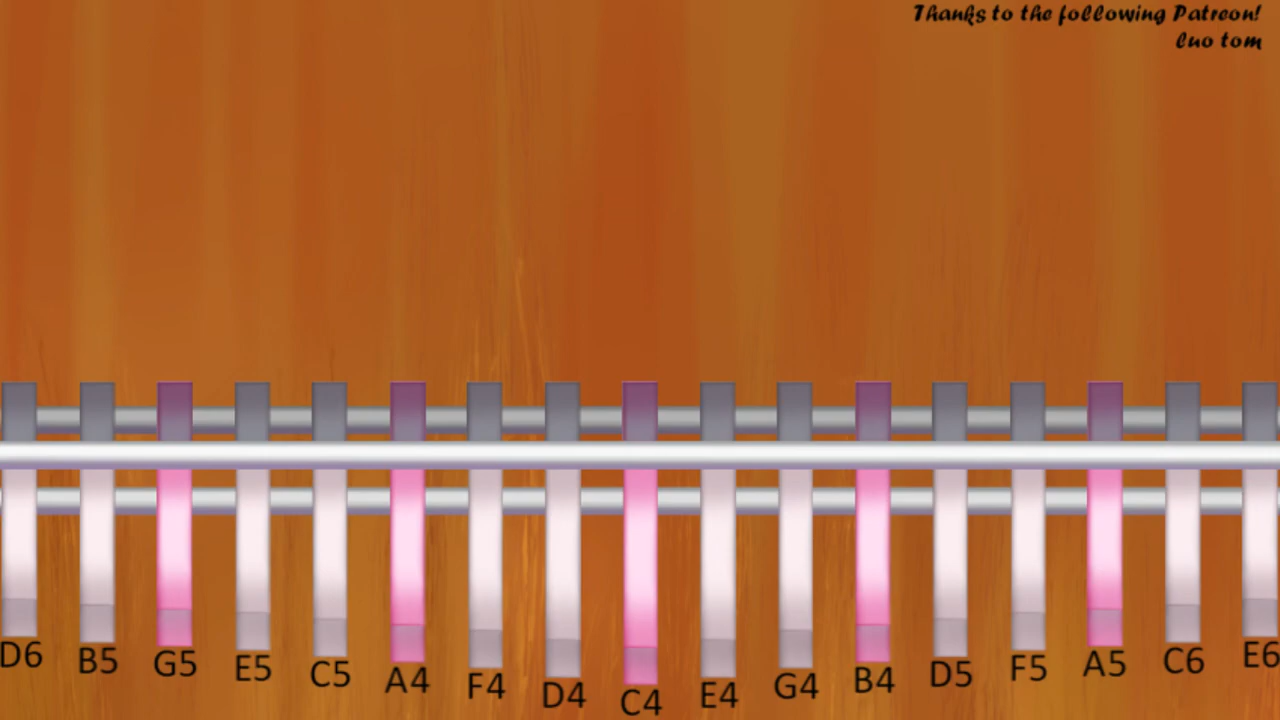 Thanks to the following Patreon!
Luo tom
D6 B5 G5 E5 C5 A4 F4 D4 C4 E4 G4 B4 D5 F5 A5 C6 E6